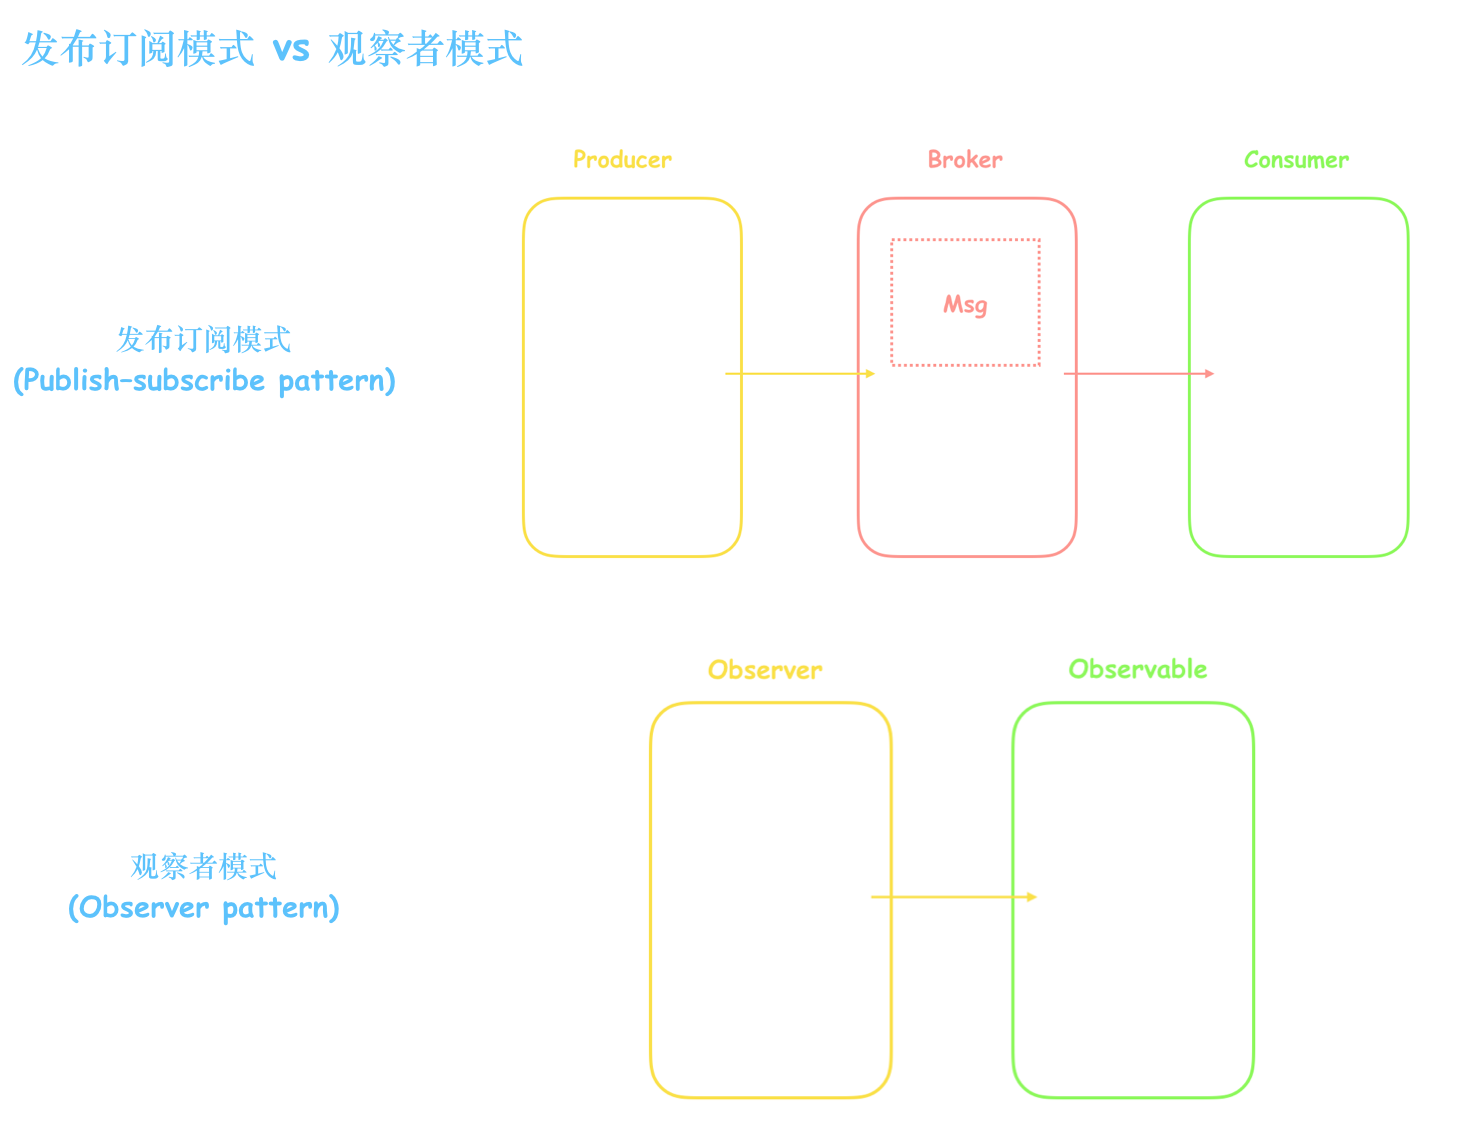 发布订阅模式 vs 观察者模式
Producer
Broker
Consumer
Msg
发布订阅模式
(Publish-subscribe pattern)
Observer
Observable
观察者模式
(Observer pattern)